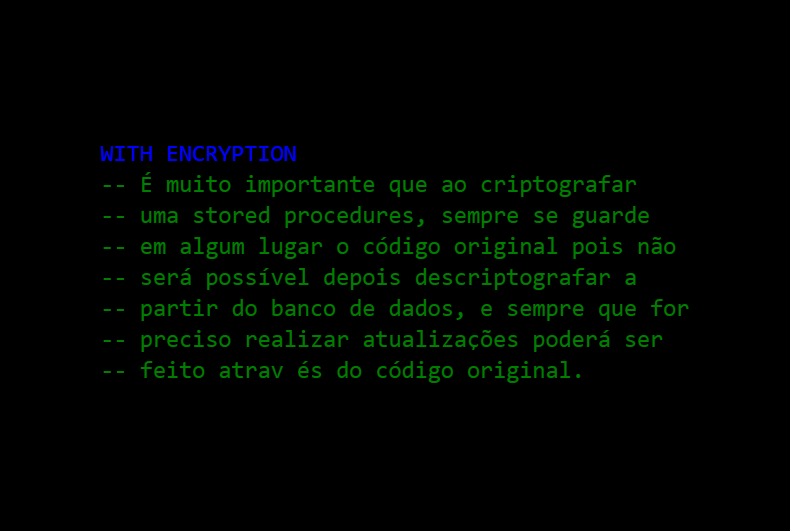 WITH ENCRYPTION
-- É muito importante que ao criptografar
-- uma stored procedures, sempre se guarde
-- em algum lugar o código original pois não
-- será possível depois descriptografar a
-- partir do banco de dados, e sempre que for
-- preciso realizar atualizações poderá ser
-- feito atrav és do código original.